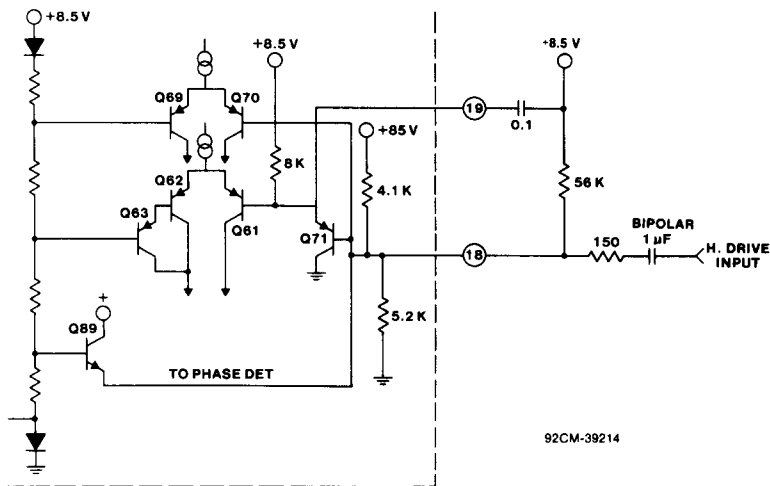 +8.5 V
+8.5 V
+8.5 V
Q69
Q70
19
+85 V
0.1
8K
Q62
4.1 K
56 K
Q63
Q61
Q71
BIPOLAR
1 µF
150
H. DRIVE
INPUT
18
+
Q89
5.2 K
TO PHASE DET
92CM-39214